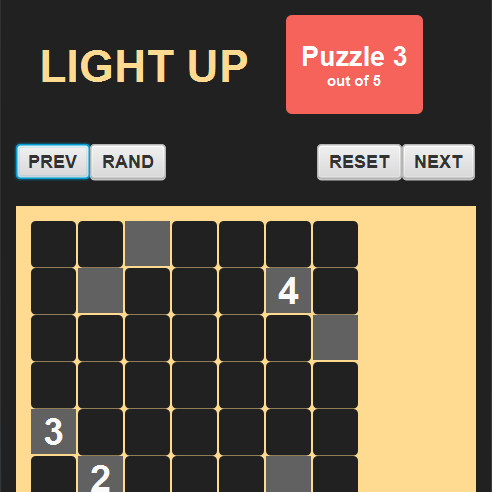 LIGHT UP
Puzzle 3
out of 5
PREV RAND RESET NEXT
4
3
2